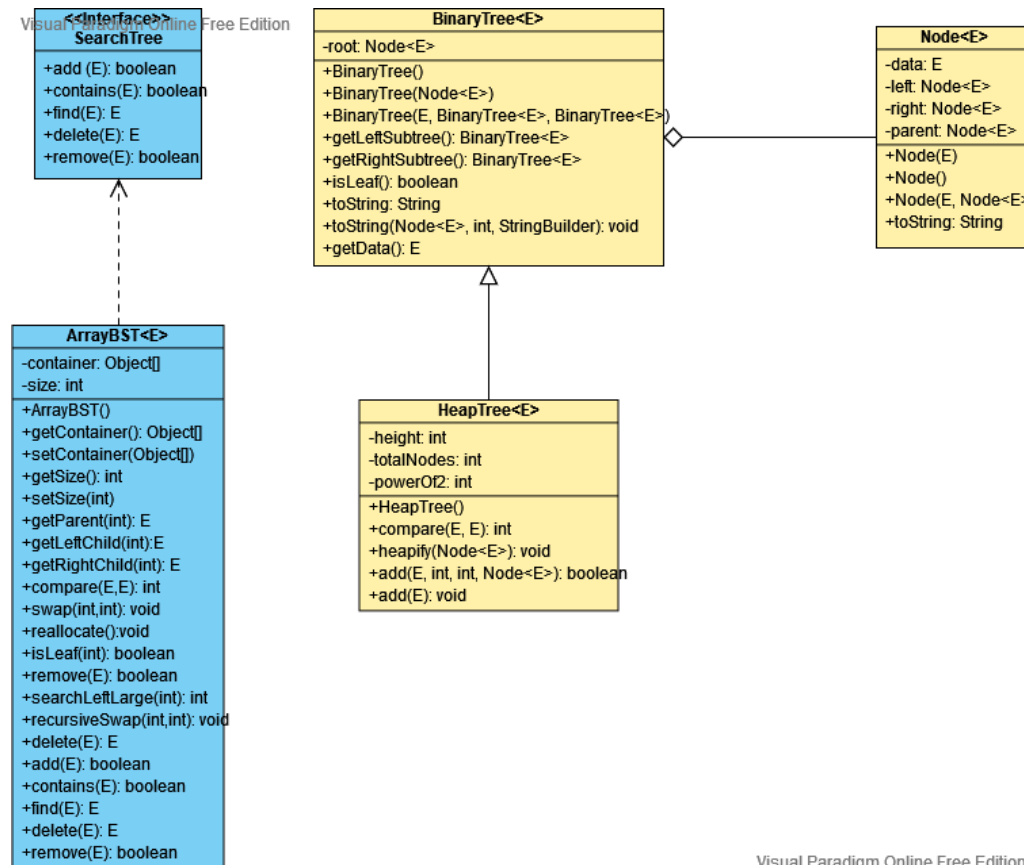 Visual Paradigm Online Free Edition
<<Interface>>
SearchTree
+add (E): boolean
+contains(E): boolean
+find(E): E
+delete(E): E
+remove(E): boolean
BinaryTree<E>
-root: Node<E>
+BinaryTree()
+BinaryTree(Node<E>)
+BinaryTree(E, BinaryTree<E>, BinaryTree<E>)
+getLeftSubtree(): BinaryTree<E>
+getRightSubtree(): BinaryTree<E>
+isLeaf(): boolean
+toString: String
+toString(Node<E>, int, StringBuilder): void
+getData(): E
Node<E>
-data: E
-left: Node<E>
-right: Node<E>
-parent: Node<E>
+Node(E)
+Node()
+Node(E, Node<E>
+toString: String
ArrayBST<E>
-container: Object[]
-size: int
+ArrayBST()
+getContainer(): Object[]
+setContainer(Object[])
+getSize(): int
+setSize(int)
+getParent(int): E
+getLeftChild(int):E
+getRightChild(int): E
+compare(E,E): int
+swap(int,int): void
+reallocate():void
+isLeaf(int): boolean
+remove(E): boolean
+searchLeftLarge(int): int
+recursiveSwap(int,int): void
+delete(E): E
+add(E): boolean
+contains(E): boolean
+find(E): E
+delete(E): E
+remove(E): boolean
HeapTree<E>
-height: int
-totalNodes: int
-powerOf2: int
+HeapTree()
+compare(E, E): int
+heapify(Node<E>): void
+add(E, int, int, Node<E>): boolean
+add(E): void
Visual Paradigm Online Free Edition